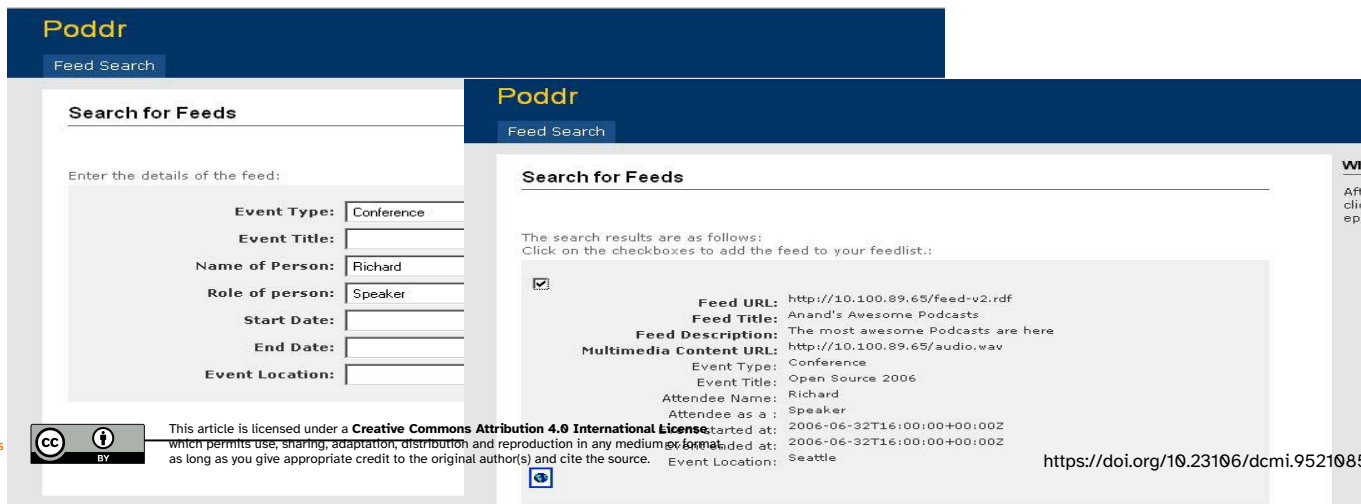 Poddr
Feed Search
Search for Feeds
Enter the details of the feed:
Event Type: Conference
Event Title:
Name of Person: Richard
Role of person: Speaker
Start Date:
End Date:
Event Location:
Poddr
Feed Search
Search for Feeds
The search results are as follows:
Click on the checkboxes to add the feed to your feedlist.:
Feed URL: http://10.100.89.65/feed-v2.rdf
Feed Title: Anand's Awesome Podcasts
Feed Description: The most awesome Podcasts are here
Multimedia Content URL: http://10.100.89.65/audio.wav
Event Type: Conference
Event Title: Open Source 2006
Attendee Name: Richard
Attendee as a : Speaker
Event started at: 2006-06-32T16:00:00+00:00Z
Event ended at: 2006-06-32T16:00:00+00:00Z
Event Location: Seattle
cc BY
This article is licensed under a Creative Commons Attribution 4.0 International License,
which permits use, sharing, adaptation, distribution and reproduction in any medium or format,
as long as you give appropriate credit to the original author(s) and cite the source.
https://doi.org/10.23106/dcmi.9521085